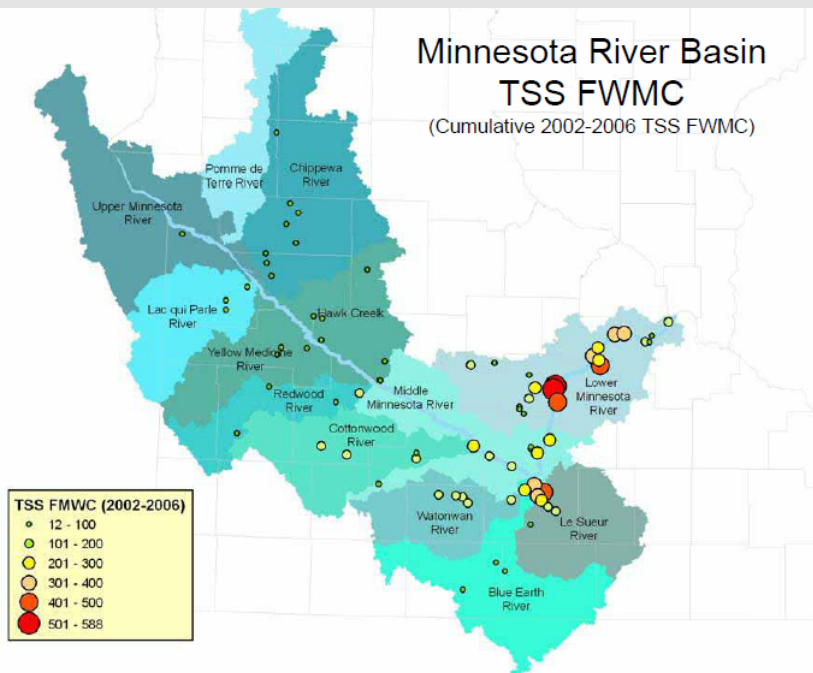 Minnesota River Basin
TSS FWMC
(Cumulative 2002-2006 TSS FWMC)
Pomme de
Terre River
Chippewa
River
Upper Minnesota
River
Lac qui Parle
River
Hawk Creek
Yellow Medicine
River
Redwood
River
Middle
Minnesota River
Lower
Minnesota
River
Cottonwood
River
Watonwan
River
Le Sueur
River
Blue Earth
River
TSS FMWC (2002-2006)
12 - 100
101 - 200
201 - 300
301 - 400
401 - 500
501 - 588